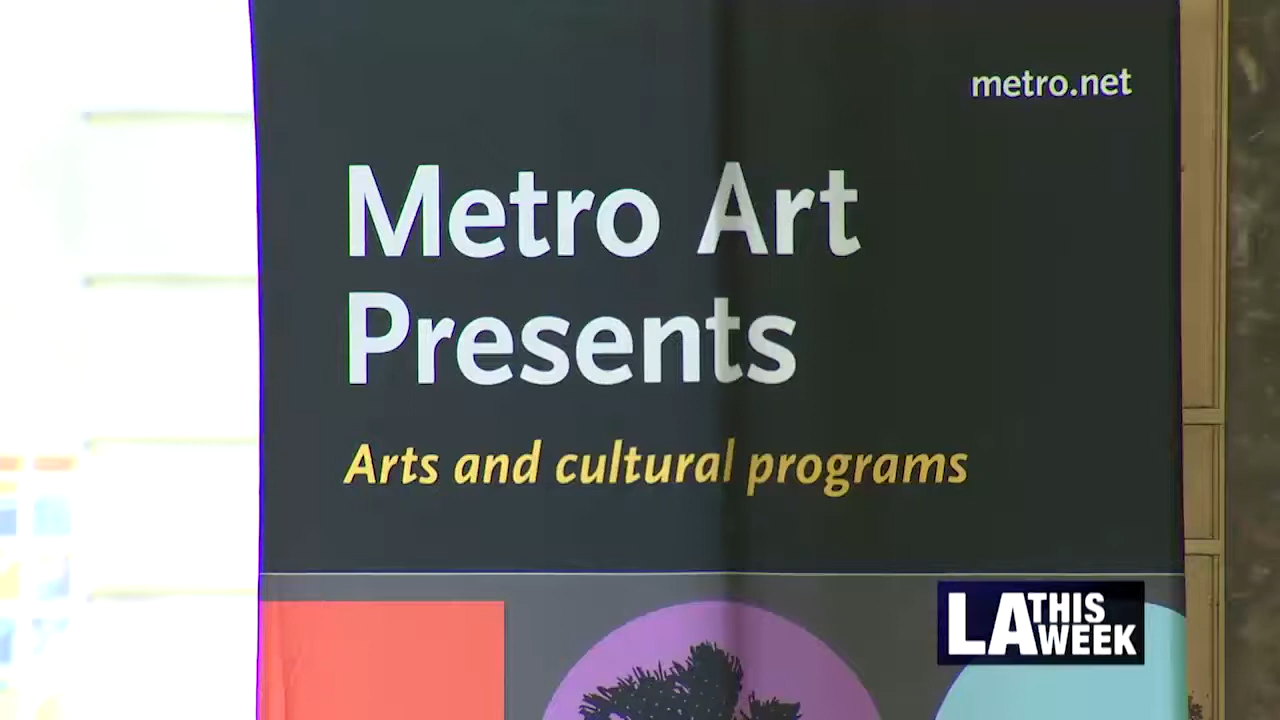 metro.net
Metro Art
Presents
Arts and cultural programs
LA THIS
WEEK